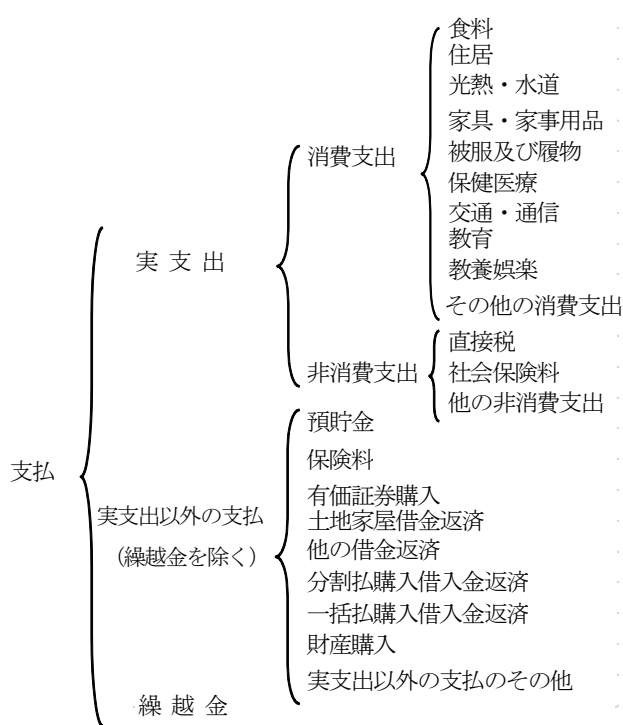 食料
住居
光熱・水道
家具・家事用品
被服及び履物
保健医療
交通・通信
教育
教養娯楽
その他の消費支出
消費支出
実 支 出
直接税
社会保険料
他の非消費支出
非消費支出
支払
預貯金
保険料
有価証券購入
土地家屋借金返済
他の借金返済
分割払購入借入金返済
一括払購入借入金返済
財産購入
実支出以外の支払のその他
実支出以外の支払
（繰越金を除く）
繰 越 金